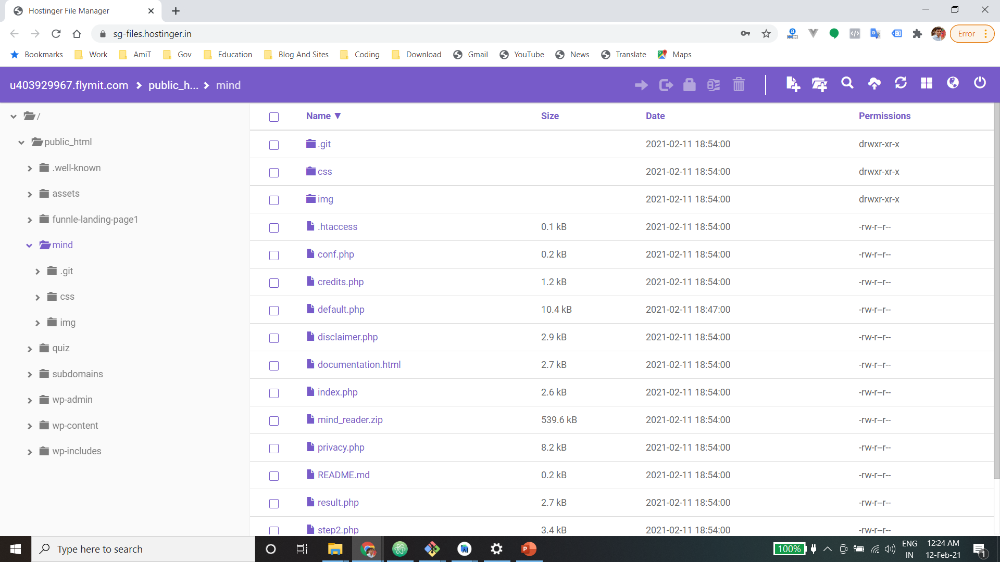 Hostinger File Manager
sg-files.hostinger.in
Error
Bookmarks Work AmiT Gov Education Blog And Sites Coding Download Gmail YouTube News Translate Maps
u403929967.flymit.com > public_h... > mind
/
public_html
.well-known
assets
funnle-landing-page1
mind
.git
css
img
quiz
subdomains
wp-admin
wp-content
wp-includes
Name ▼ Size Date Permissions
.git 2021-02-11 18:54:00 drwxr-xr-x
css 2021-02-11 18:54:00 drwxr-xr-x
img 2021-02-11 18:54:00 drwxr-xr-x
.htaccess 0.1 kB 2021-02-11 18:54:00 -rw-r--r--
conf.php 0.2 kB 2021-02-11 18:54:00 -rw-r--r--
credits.php 1.2 kB 2021-02-11 18:54:00 -rw-r--r--
default.php 10.4 kB 2021-02-11 18:47:00 -rw-r--r--
disclaimer.php 2.9 kB 2021-02-11 18:54:00 -rw-r--r--
documentation.html 2.7 kB 2021-02-11 18:54:00 -rw-r--r--
index.php 2.6 kB 2021-02-11 18:54:00 -rw-r--r--
mind_reader.zip 539.6 kB 2021-02-11 18:54:00 -rw-r--r--
privacy.php 8.2 kB 2021-02-11 18:54:00 -rw-r--r--
README.md 0.2 kB 2021-02-11 18:54:00 -rw-r--r--
result.php 2.7 kB 2021-02-11 18:54:00 -rw-r--r--
step2.php 3.4 kB 2021-02-11 18:54:00 -rw-r--r--
Type here to search
100%
ENG
IN
12:24 AM
12-Feb-21
1